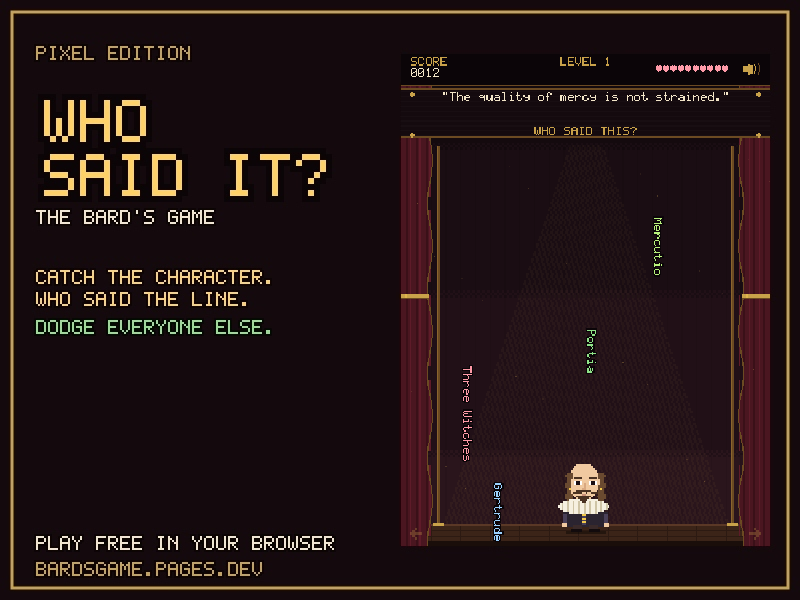 PIXEL EDITION
WHO
SAID IT?
THE BARD'S GAME
CATCH THE CHARACTER.
WHO SAID THE LINE.
DODGE EVERYONE ELSE.
PLAY FREE IN YOUR BROWSER
BARDSGAME.PAGES.DEV
SCORE
0012
LEVEL 1
"The quality of mercy is not strained."
WHO SAID THIS?
Mercutio
Portia
Three Witches
Gertrude